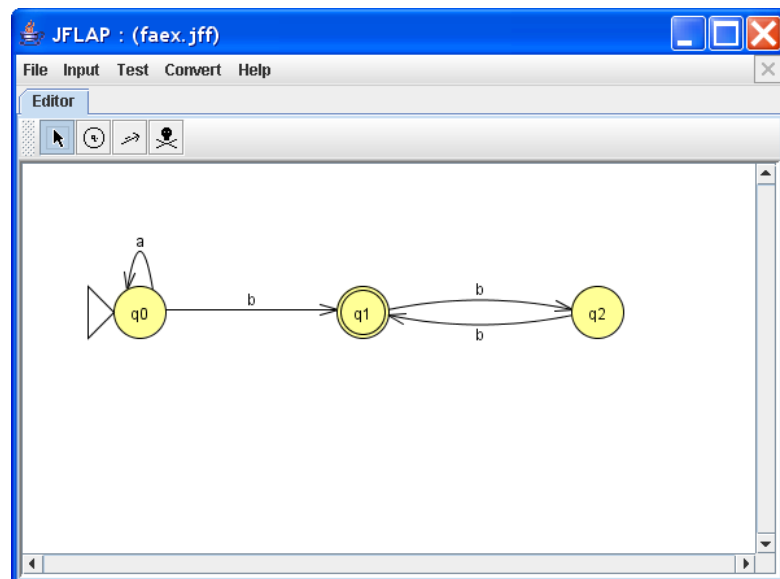 JFLAP : (faex.jff)
File Input Test Convert Help
Editor
a
b
b
q0
q1
q2
b